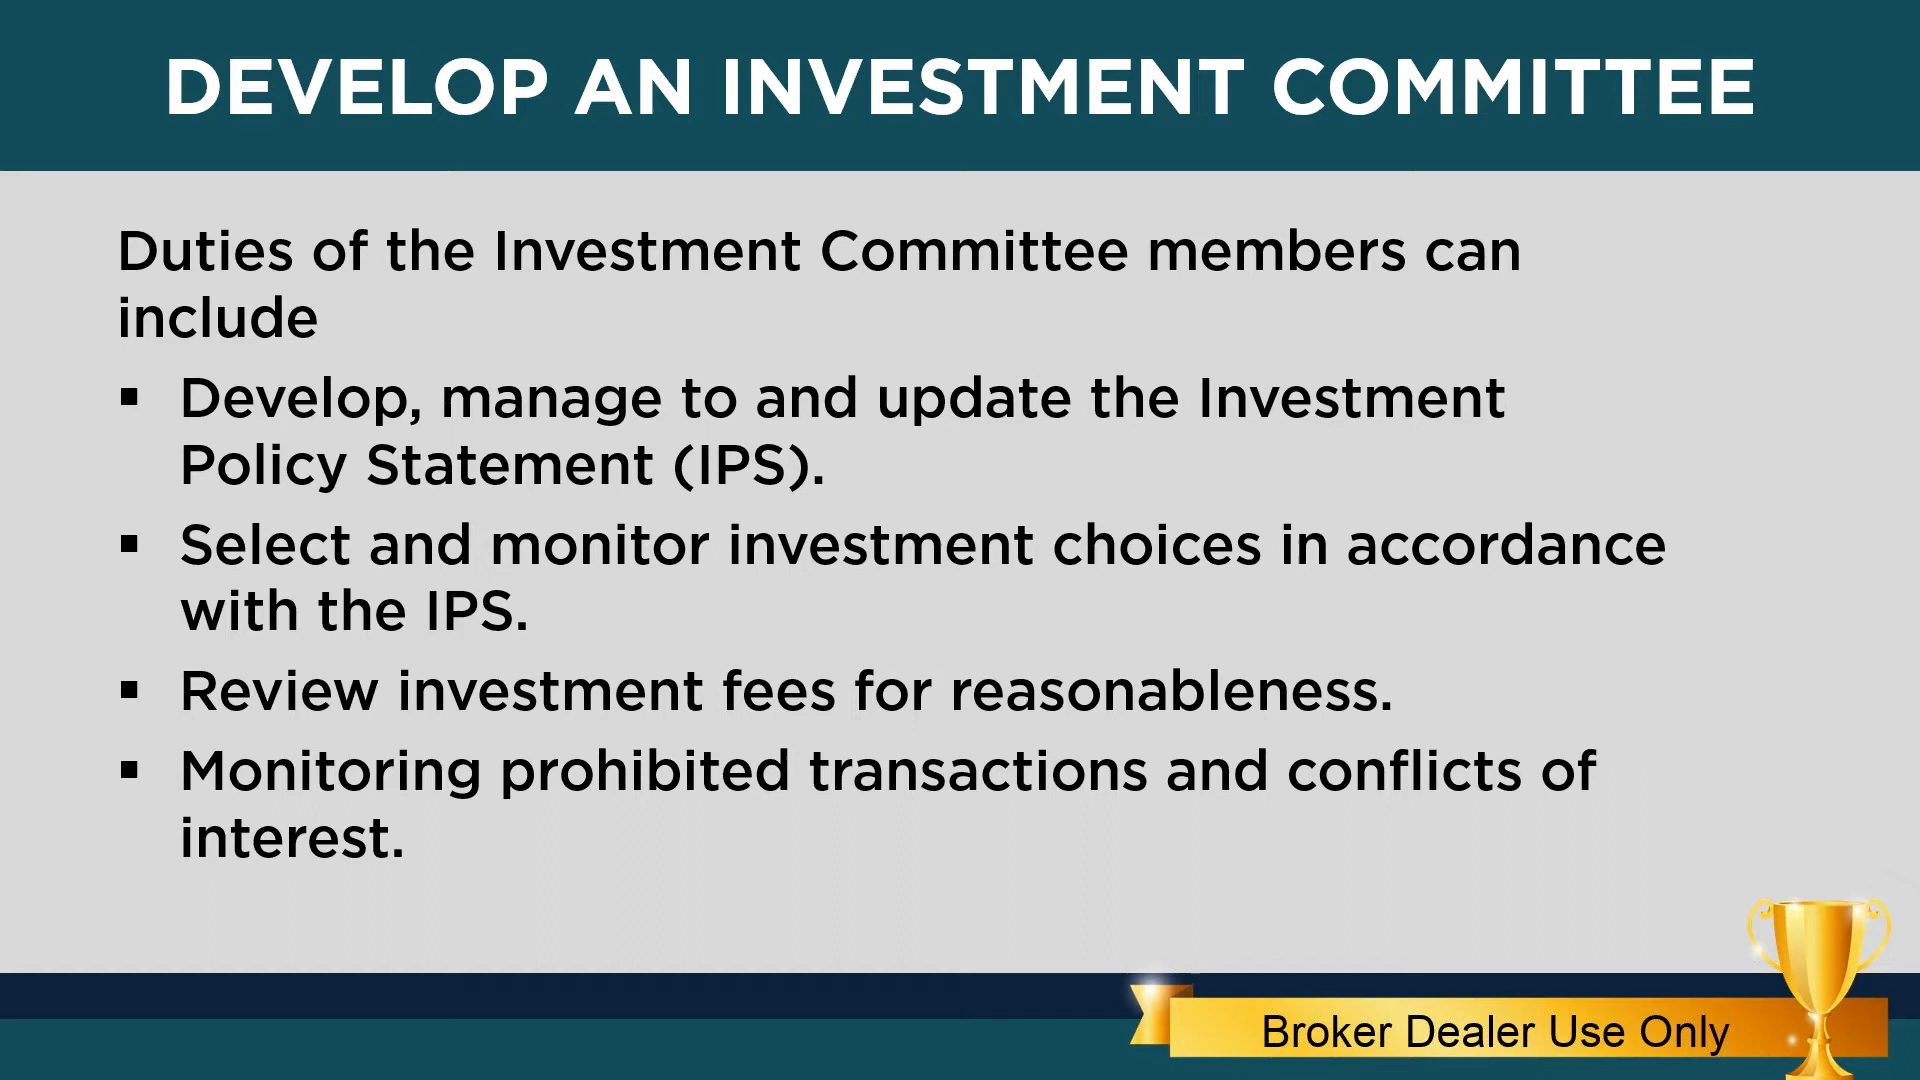 DEVELOP AN INVESTMENT COMMITTEE
Duties of the Investment Committee members can
include
▪ Develop, manage to and update the Investment
Policy Statement (IPS).
▪ Select and monitor investment choices in accordance
with the IPS.
▪ Review investment fees for reasonableness.
▪ Monitoring prohibited transactions and conflicts of
interest.
Broker Dealer Use Only